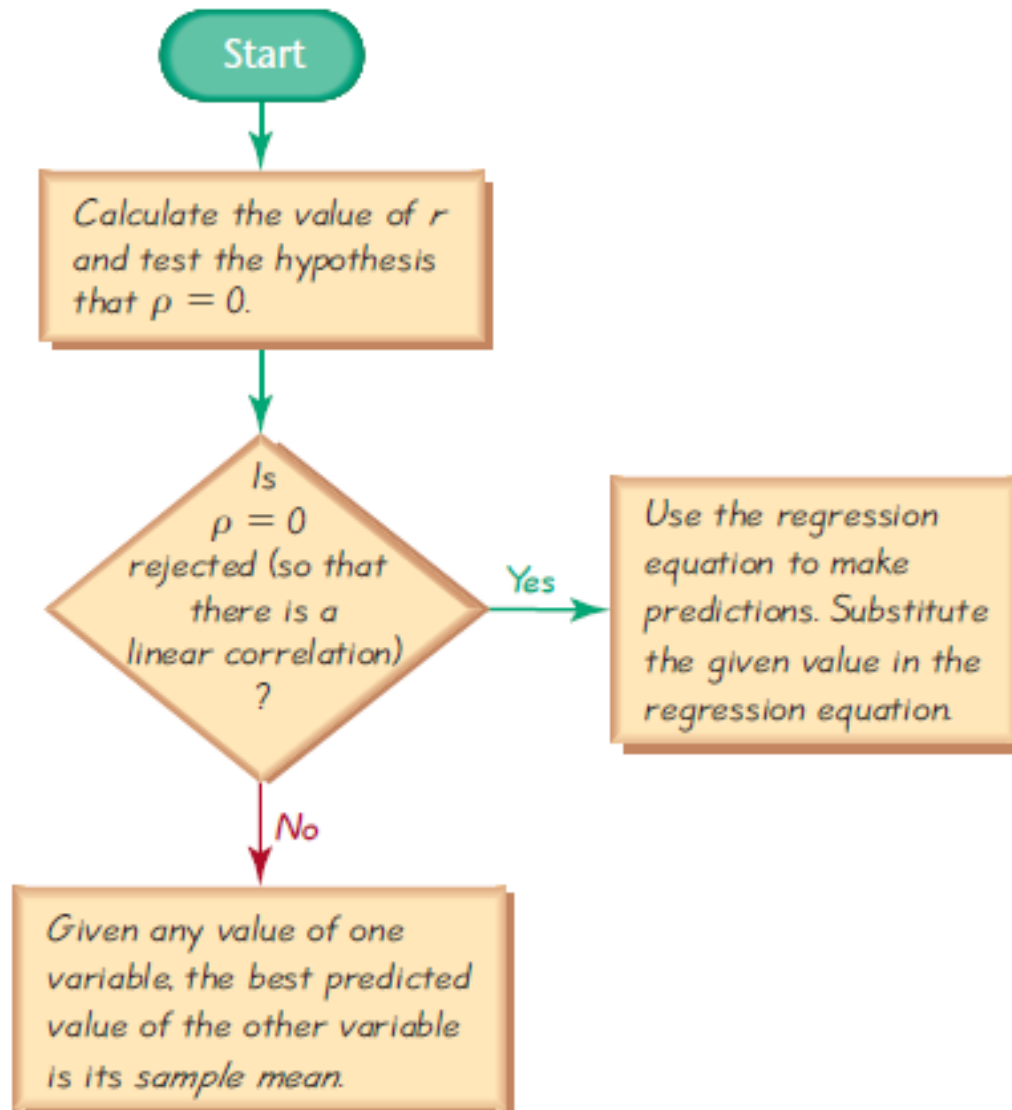 Start
Calculate the value of r
and test the hypothesis
that ρ = 0.
Is
ρ = 0
rejected (so that
there is a
linear correlation)
?
Yes
Use the regression
equation to make
predictions. Substitute
the given value in the
regression equation.
No
Given any value of one
variable, the best predicted
value of the other variable
is its sample mean.